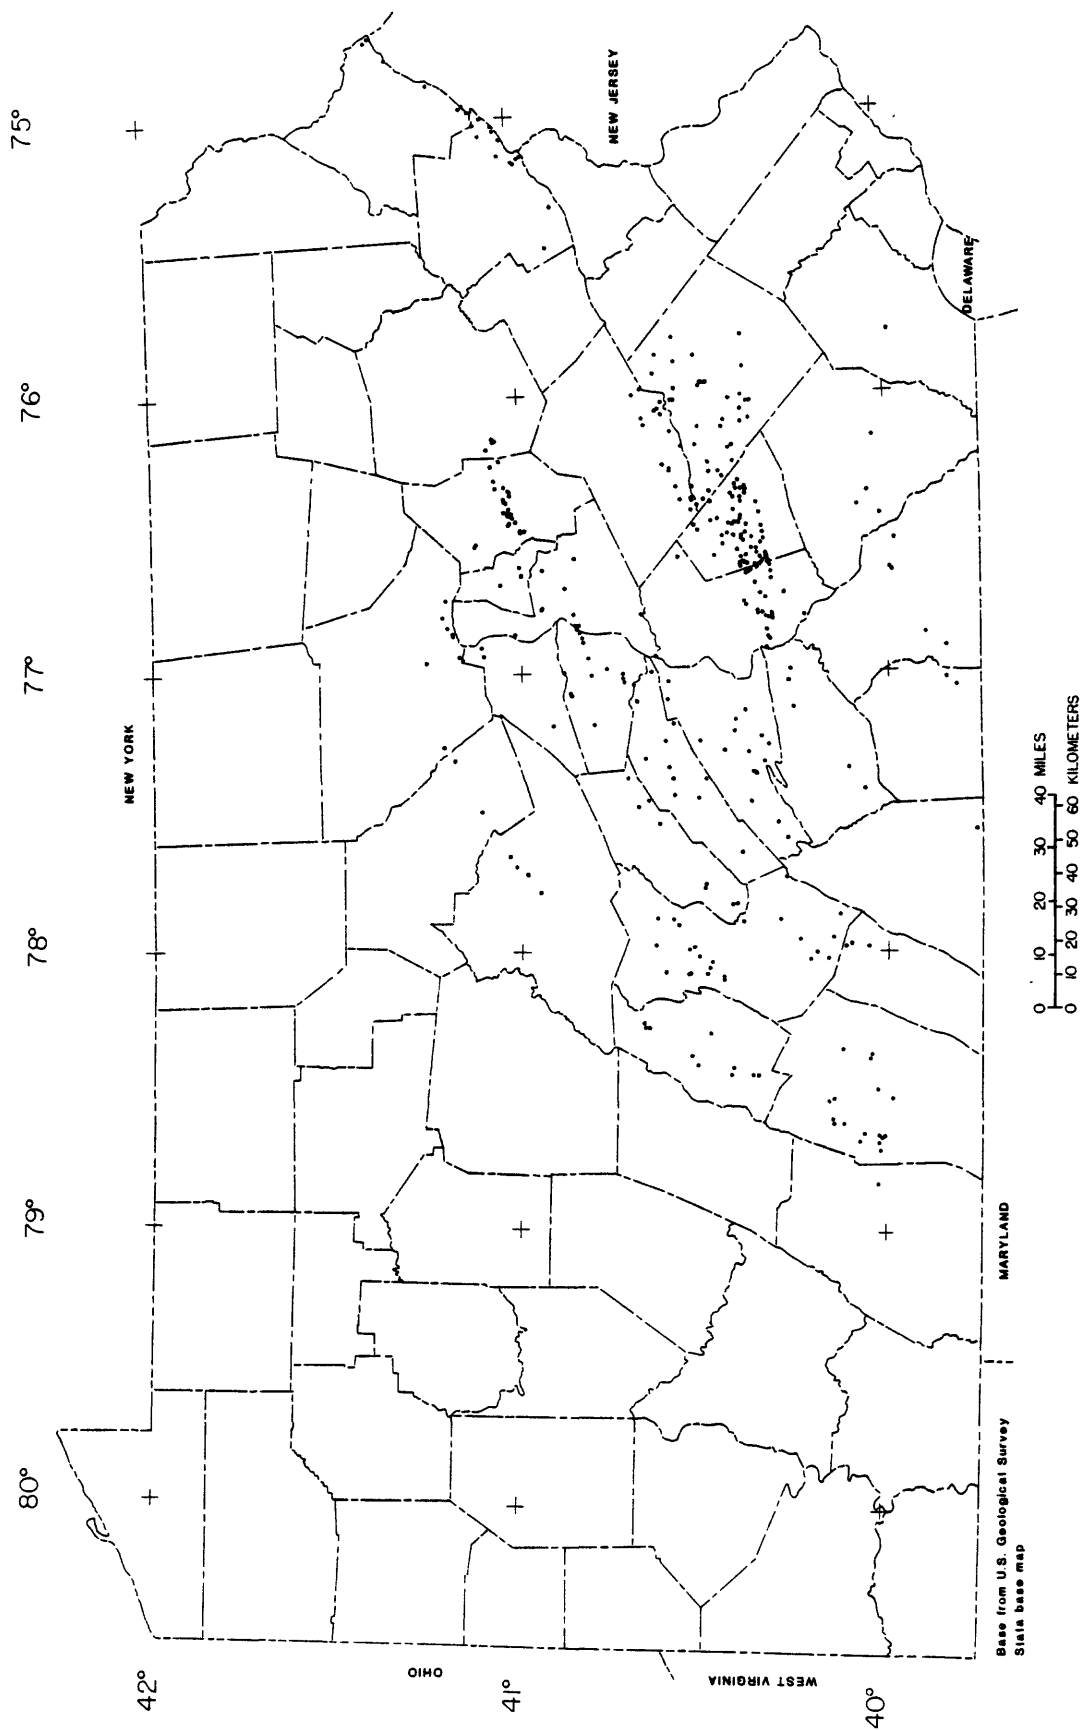 75°
76°
77°
78°
79°
80°
42°
41°
40°
NEW YORK
NEW JERSEY
DELAWARE
MARYLAND
WEST VIRGINIA
OHIO
0 10 20 30 40 MILES
0 10 20 30 40 50 60 KILOMETERS
Base from U.S. Geological Survey
State base map